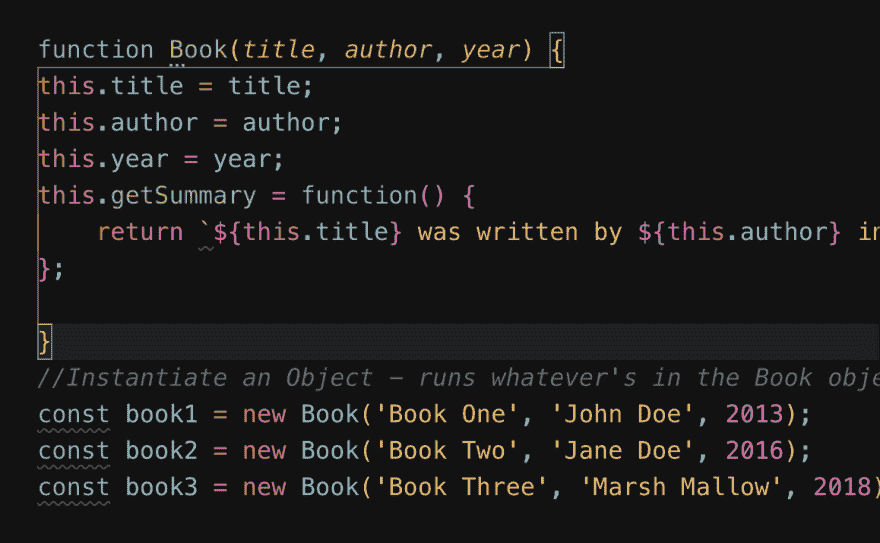 function Book(title, author, year) {
this.title = title;
this.author = author;
this.year = year;
this.getSummary = function() {
    return `${this.title} was written by ${this.author} in
};
}
//Instantiate an Object – runs whatever's in the Book obje
const book1 = new Book('Book One', 'John Doe', 2013);
const book2 = new Book('Book Two', 'Jane Doe', 2016);
const book3 = new Book('Book Three', 'Marsh Mallow', 2018)